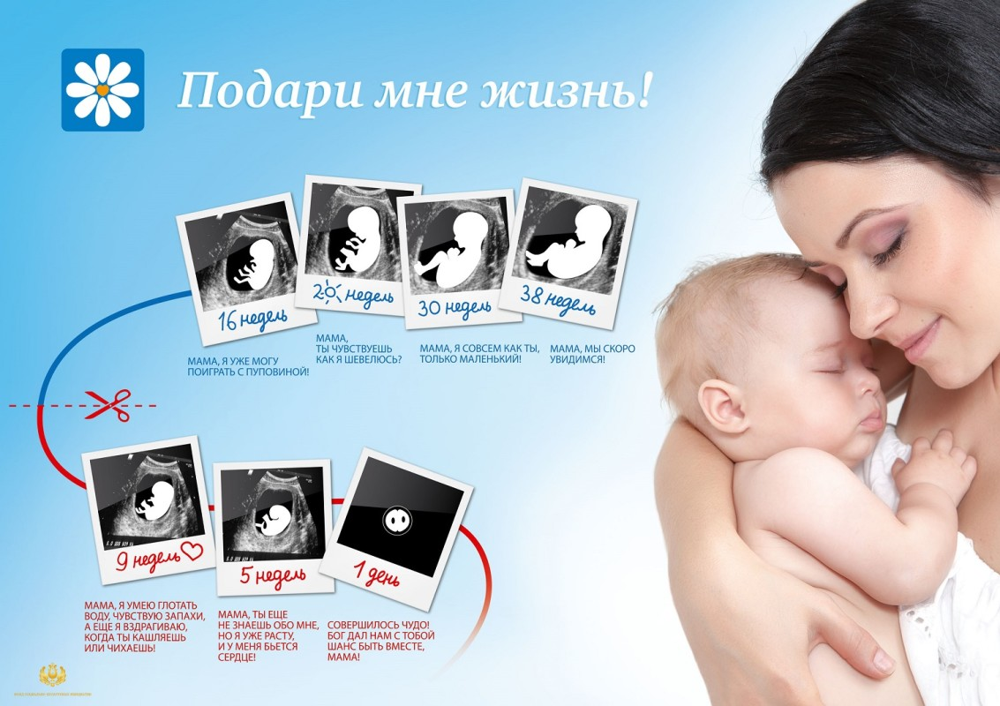 Подари мне жизнь!
16 недель
20 недель
30 недель
38 недель
МАМА, Я УЖЕ МОГУ
ПОИГРАТЬ С ПУПОВИНОЙ!
МАМА,
ТЫ ЧУВСТВУЕШЬ
КАК Я ШЕВЕЛЮСЬ?
МАМА, Я СОВСЕМ КАК ТЫ,
ТОЛЬКО МАЛЕНЬКИЙ!
МАМА, МЫ СКОРО
УВИДИМСЯ!
9 недель
5 недель
1 день
МАМА, Я УМЕЮ ГЛОТАТЬ
ВОДУ, ЧУВСТВУЮ ЗАПАХИ,
А ЕЩЕ Я ВЗДРАГИВАЮ,
КОГДА ТЫ КАШЛЯЕШЬ
ИЛИ ЧИХАЕШЬ!
МАМА, ТЫ ЕЩЕ
НЕ ЗНАЕШЬ ОБО МНЕ,
НО Я УЖЕ РАСТУ,
И У МЕНЯ БЬЕТСЯ
СЕРДЦЕ!
СОВЕРШИЛОСЬ ЧУДО!
БОГ ДАЛ НАМ С ТОБОЙ
ШАНС БЫТЬ ВМЕСТЕ,
МАМА!